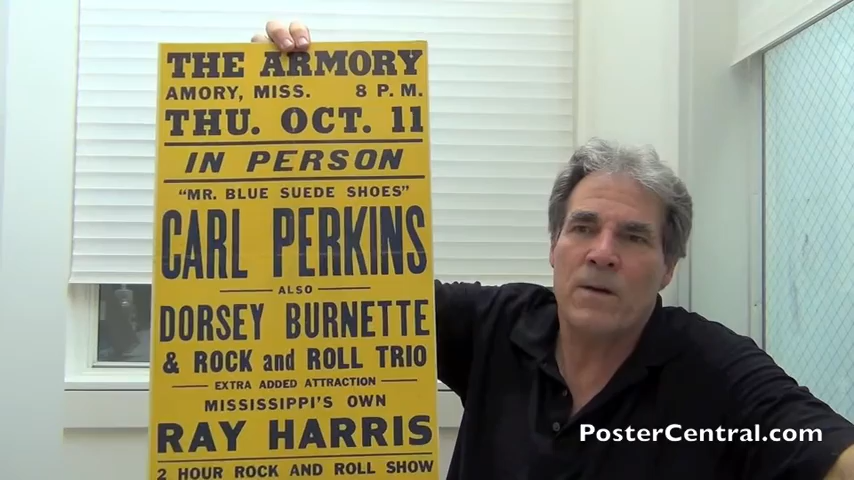 THE ARMORY
AMORY, MISS. 8 P. M.
THU. OCT. 11
IN PERSON
"MR. BLUE SUEDE SHOES"
CARL PERKINS
ALSO
DORSEY BURNETTE
& ROCK and ROLL TRIO
EXTRA ADDED ATTRACTION
MISSISSIPPI'S OWN
RAY HARRIS
2 HOUR ROCK AND ROLL SHOW
PosterCentral.com